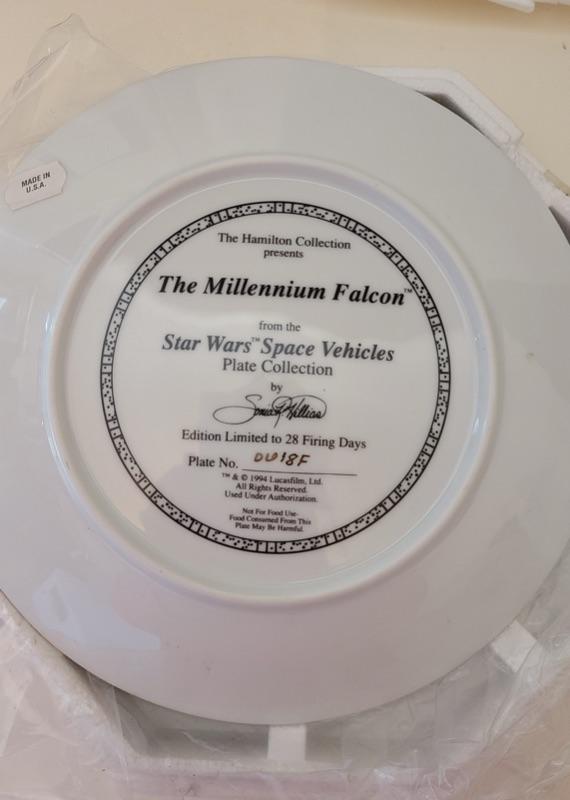 MADE IN
U.S.A.
The Hamilton Collection
presents
The Millennium Falcon™
from the
Star Wars™ Space Vehicles
Plate Collection
by
Edition Limited to 28 Firing Days
Plate No.
™ & © 1994 Lucasfilm, Ltd.
All Rights Reserved.
Used Under Authorization.
Not For Food Use-
Food Consumed From This
Plate May Be Harmful.